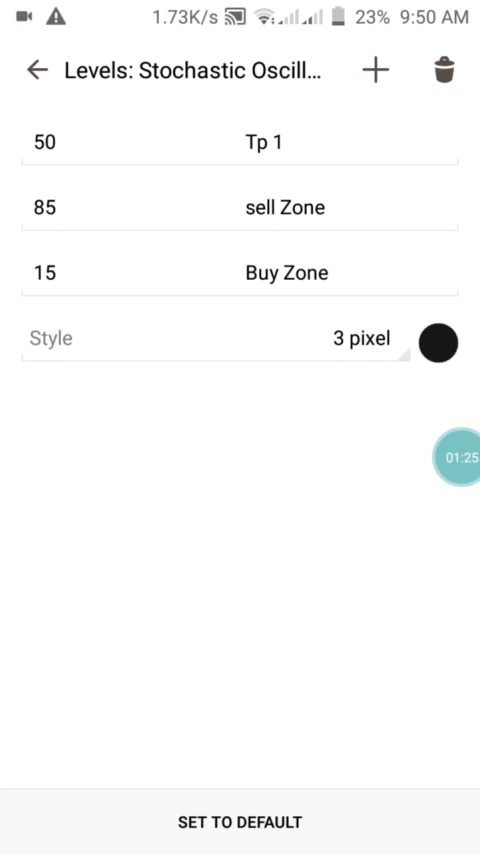 1.73K/s 23% 9:50 AM
Levels: Stochastic Oscill...
50 Tp 1
85 sell Zone
15 Buy Zone
Style 3 pixel
01:25
SET TO DEFAULT